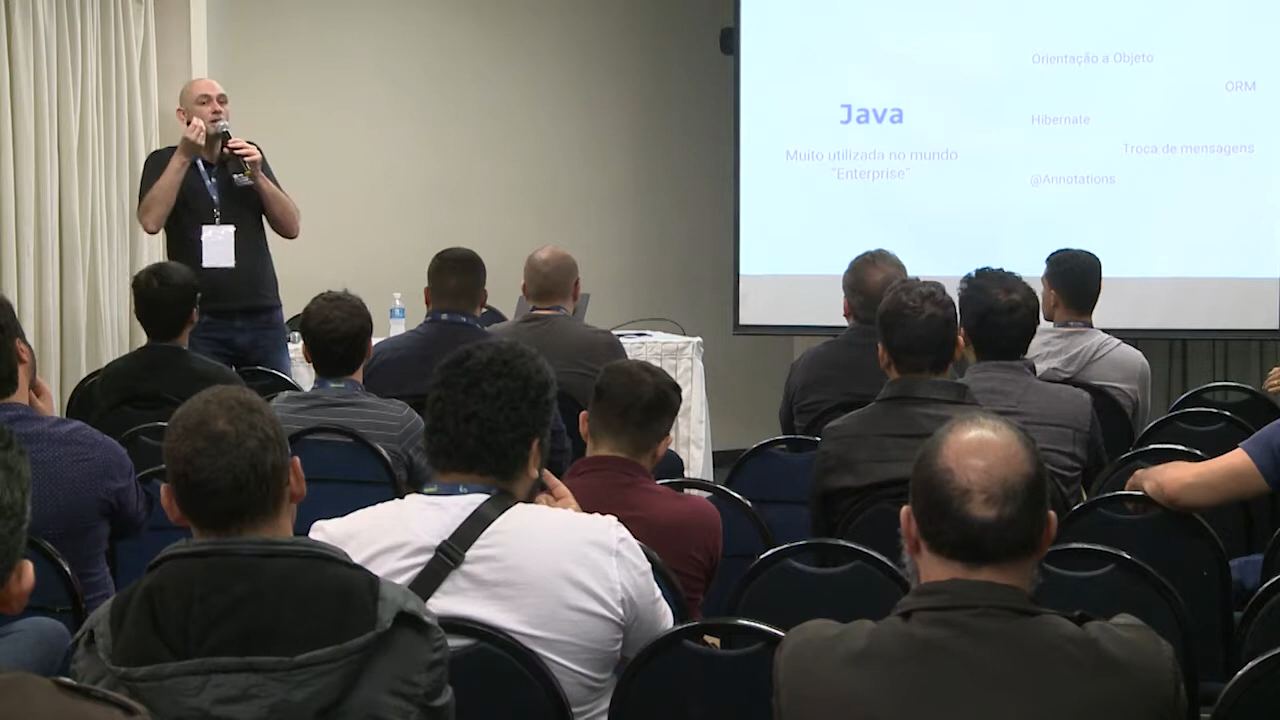 Java
Muito utilizada no mundo
"Enterprise"
Orientação a Objeto
ORM
Hibernate
Troca de mensagens
@Annotations